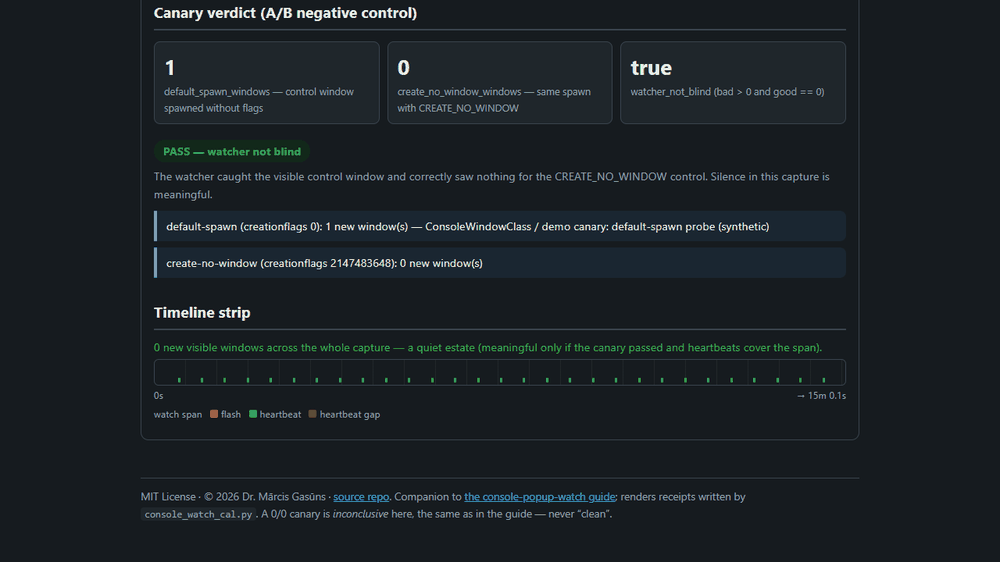 Canary verdict (A/B negative control)
1
default_spawn_windows — control window
spawned without flags
0
create_no_window_windows — same spawn
with CREATE_NO_WINDOW
true
watcher_not_blind (bad > 0 and good == 0)
PASS — watcher not blind
The watcher caught the visible control window and correctly saw nothing for the CREATE_NO_WINDOW control. Silence in this capture is
meaningful.
default-spawn (creationflags 0): 1 new window(s) — ConsoleWindowClass / demo canary: default-spawn probe (synthetic)
create-no-window (creationflags 2147483648): 0 new window(s)
Timeline strip
0 new visible windows across the whole capture — a quiet estate (meaningful only if the canary passed and heartbeats cover the span).
0s
→ 15m 0.1s
watch span flash heartbeat heartbeat gap
MIT License · © 2026 Dr. Mārcis Gasūns · source repo. Companion to the console-popup-watch guide; renders receipts written by
console_watch_cal.py. A 0/0 canary is inconclusive here, the same as in the guide — never “clean”.